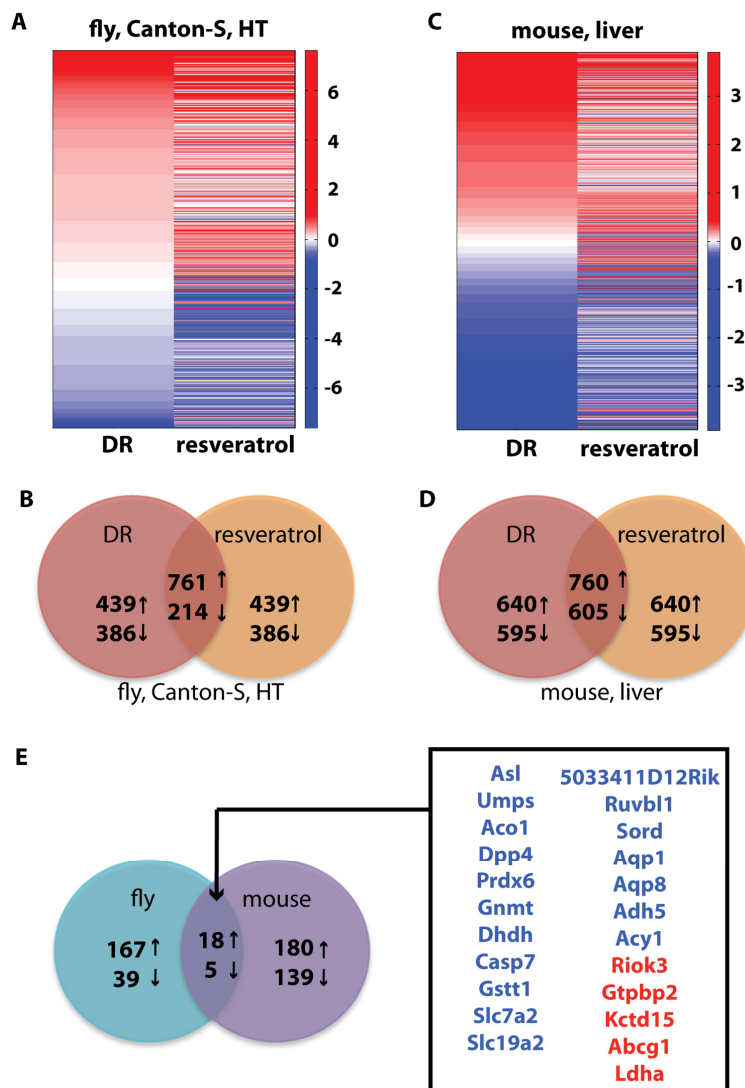 A
fly, Canton-S, HT
6
4
2
0
-2
-4
-6
DR resveratrol
C
mouse, liver
3
2
1
0
-1
-2
-3
DR resveratrol
B
DR
resveratrol
761 ↑
214 ↓
439↑
386↓
439↑
386↓
fly, Canton-S, HT
D
DR
resveratrol
760 ↑
605 ↓
640↑
595↓
640↑
595↓
mouse, liver
E
fly
mouse
167 ↑
39 ↓
18 ↑
5 ↓
180 ↑
139 ↓
Asl
Umps
Aco1
Dpp4
Prdx6
Gnmt
Dhdh
Casp7
Gstt1
Slc7a2
Slc19a2
5033411D12Rik
Ruvbl1
Sord
Aqp1
Aqp8
Adh5
Acy1
Riok3
Gtpbp2
Kctd15
Abcg1
Ldha